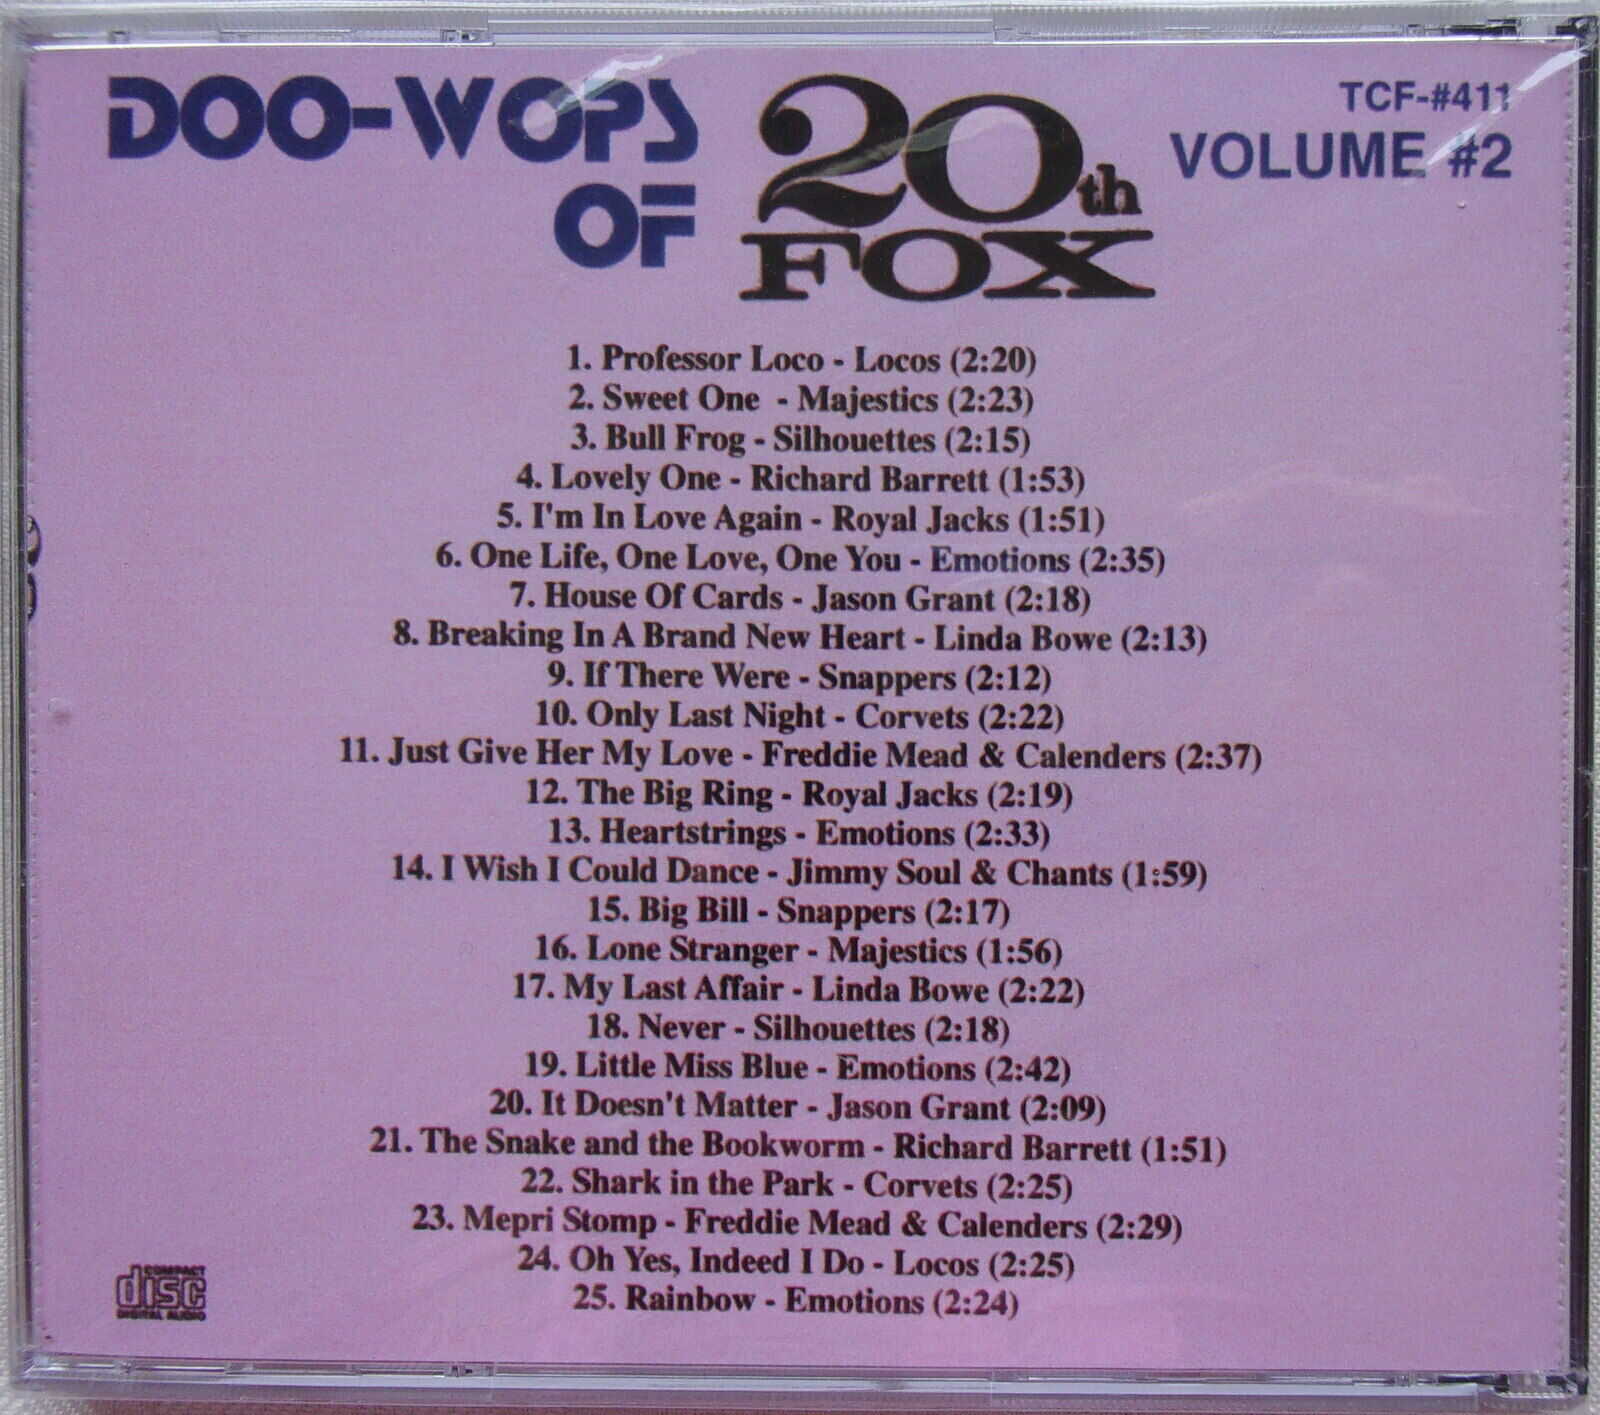 DOO-WOPS
OF
20th
FOX
TCF-#411
VOLUME #2
1. Professor Loco - Locos (2:20)
2. Sweet One - Majestics (2:23)
3. Bull Frog - Silhouettes (2:15)
4. Lovely One - Richard Barrett (1:53)
5. I'm In Love Again - Royal Jacks (1:51)
6. One Life, One Love, One You - Emotions (2:35)
7. House Of Cards - Jason Grant (2:18)
8. Breaking In A Brand New Heart - Linda Bowe (2:13)
9. If There Were - Snappers (2:12)
10. Only Last Night - Corvets (2:22)
11. Just Give Her My Love - Freddie Mead & Calenders (2:37)
12. The Big Ring - Royal Jacks (2:19)
13. Heartstrings - Emotions (2:33)
14. I Wish I Could Dance - Jimmy Soul & Chants (1:59)
15. Big Bill - Snappers (2:17)
16. Lone Stranger - Majestics (1:56)
17. My Last Affair - Linda Bowe (2:22)
18. Never - Silhouettes (2:18)
19. Little Miss Blue - Emotions (2:42)
20. It Doesn't Matter - Jason Grant (2:09)
21. The Snake and the Bookworm - Richard Barrett (1:51)
22. Shark in the Park - Corvets (2:25)
23. Mepri Stomp - Freddie Mead & Calenders (2:29)
24. Oh Yes, Indeed I Do - Locos (2:25)
25. Rainbow - Emotions (2:24)
COMPACT
disc
DIGITAL AUDIO